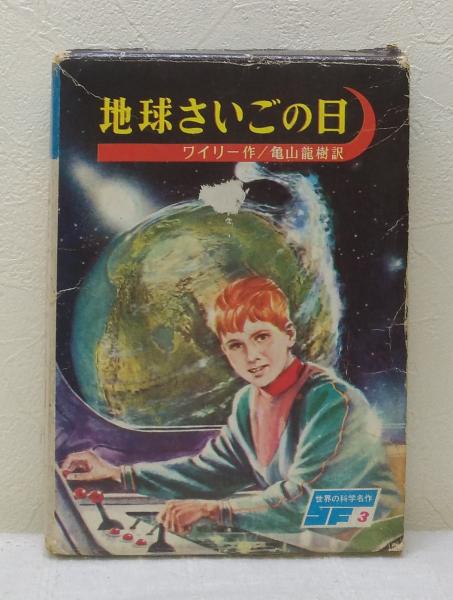 地球さいごの日
ワイリー作/亀山龍樹訳
世界の科学名作
3